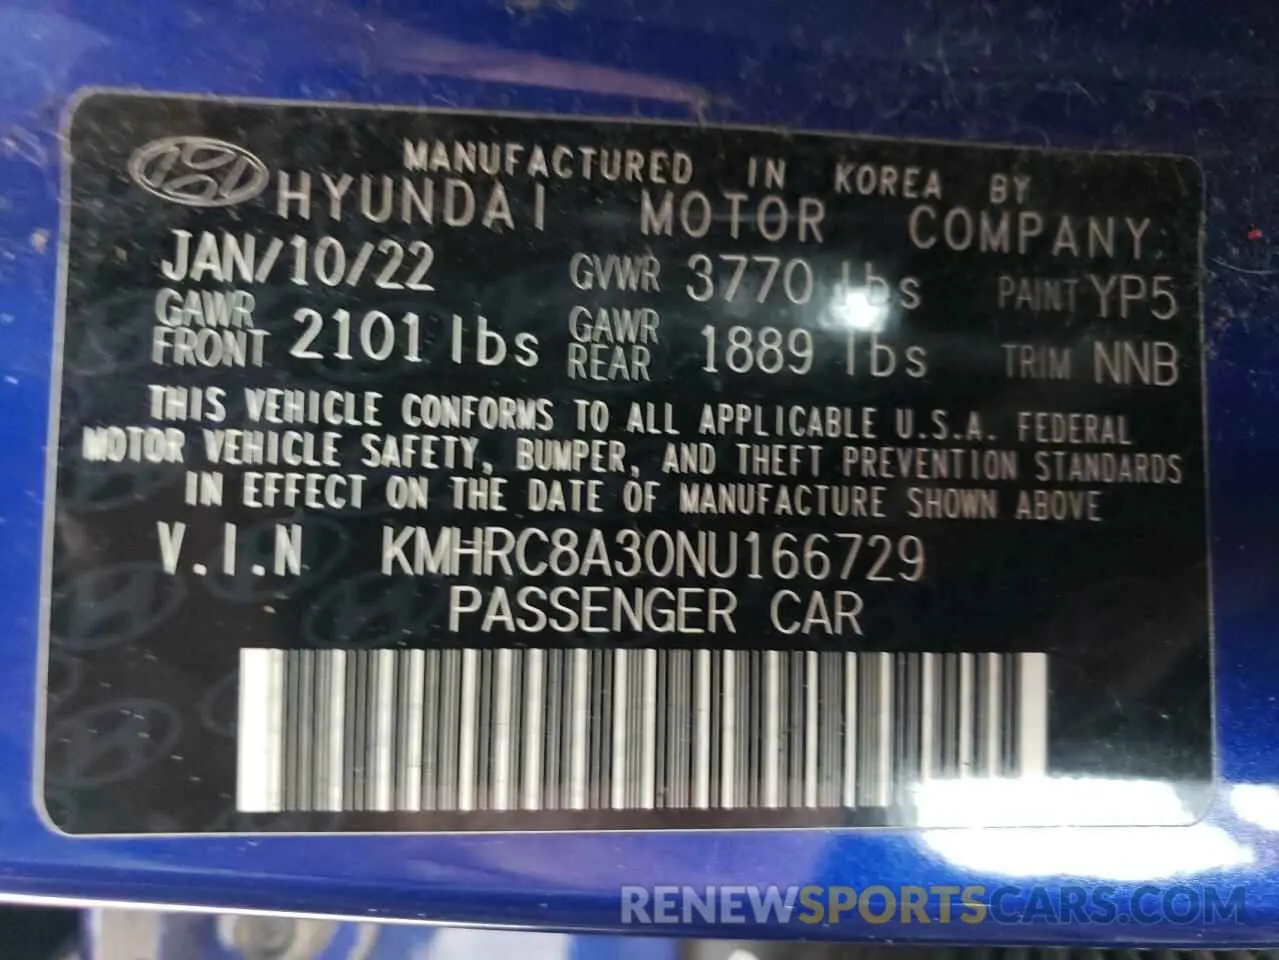 MANUFACTURED IN KOREA BY
HYUNDAI MOTOR COMPANY
JAN/10/22 GVWR 3770 lbs PAINT YP5
GAWR FRONT 2101 lbs GAWR REAR 1889 lbs TRIM NNB
THIS VEHICLE CONFORMS TO ALL APPLICABLE U.S.A. FEDERAL
MOTOR VEHICLE SAFETY, BUMPER, AND THEFT PREVENTION STANDARDS
IN EFFECT ON THE DATE OF MANUFACTURE SHOWN ABOVE
V.I.N KMHRC8A30NU166729
PASSENGER CAR
RENEWSPORTSCARS.COM